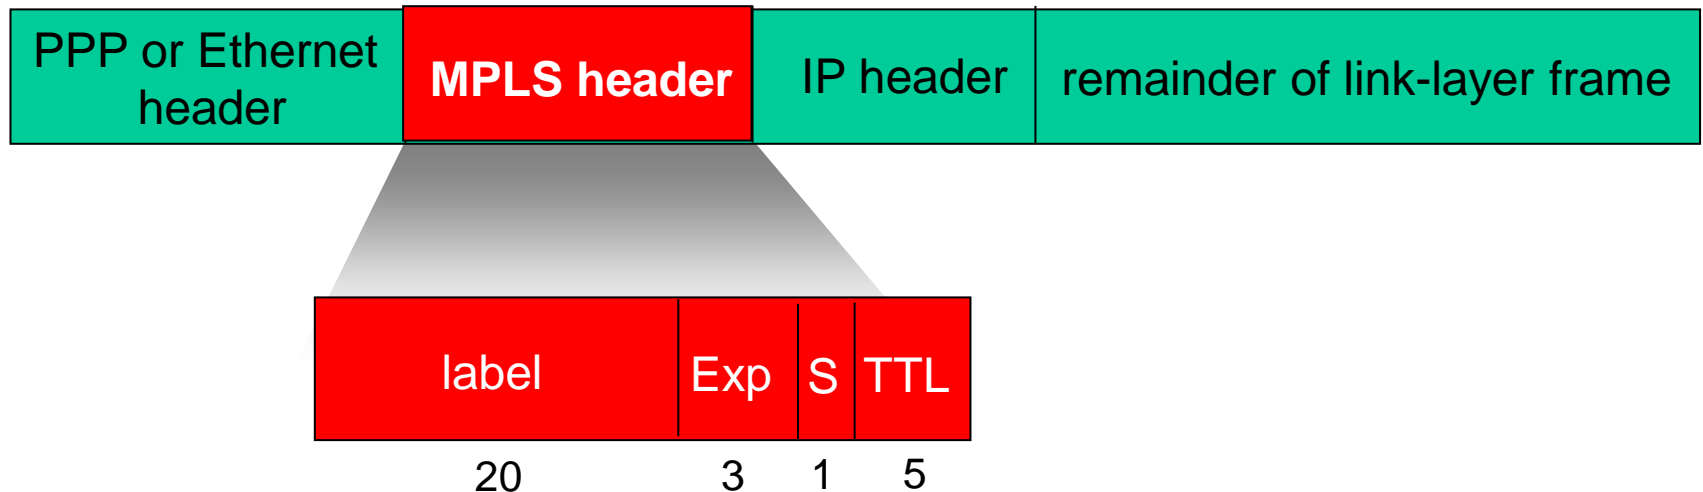 PPP or Ethernet
header
MPLS header
IP header
remainder of link-layer frame
label
Exp
S
TTL
20
3
1
5